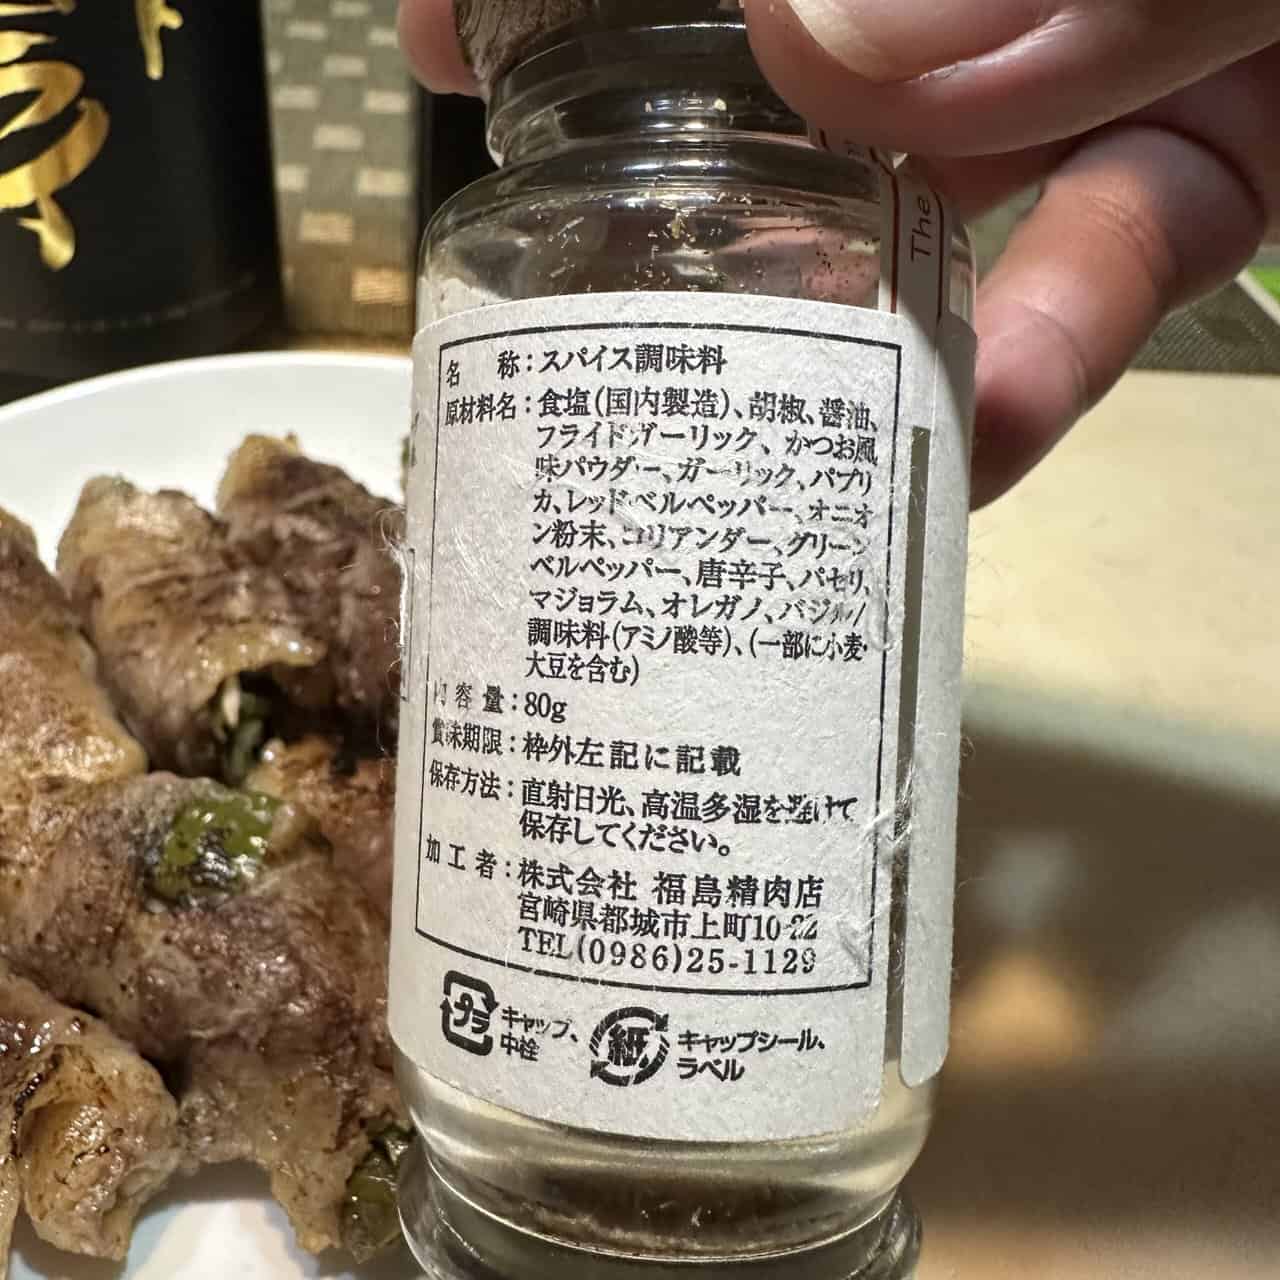 The
名　称：スパイス調味料
原材料名：食塩(国内製造)、胡椒、醤油、
フライドガーリック、かつお風
味パウダー、ガーリック、パプリ
カ、レッドベルペッパー、オニオ
ン粉末、コリアンダー、グリーン
ベルペッパー、唐辛子、パセリ、
マジョラム、オレガノ、バジル/
調味料(アミノ酸等)、(一部に小麦・
大豆を含む)
内容量：80g
賞味期限：枠外左記に記載
保存方法：直射日光、高温多湿を避けて
保存してください。
加工者：株式会社 福島精肉店
宮崎県都城市上町10-22
TEL(0986)25-1129
プラ キャップ、
中栓
紙 キャップシール、
ラベル